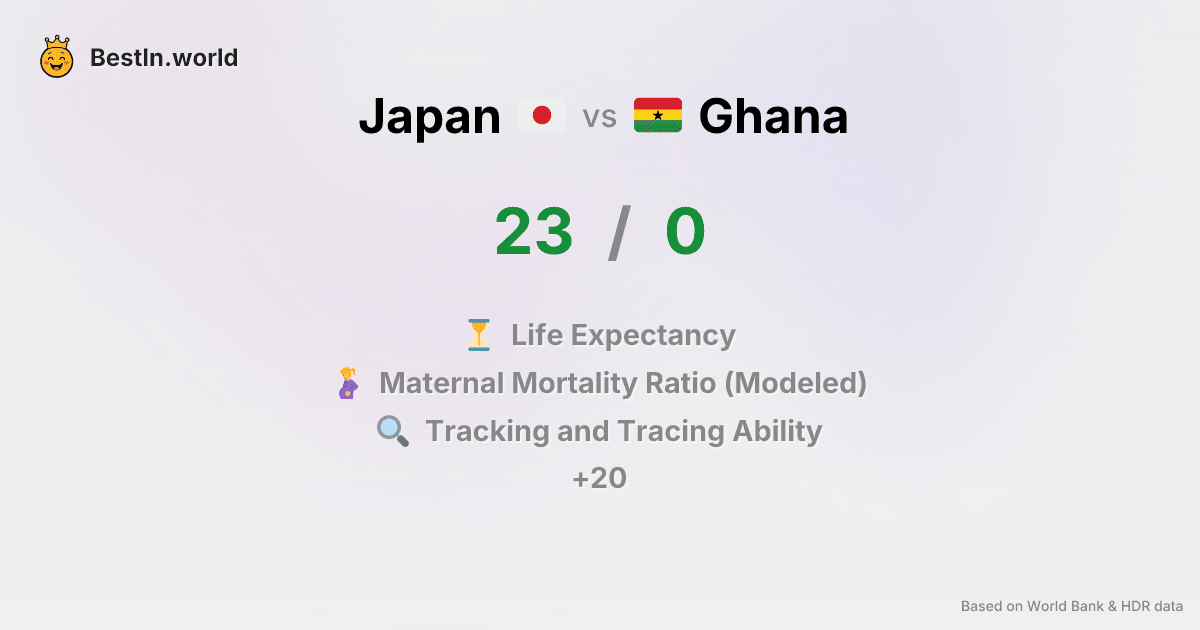 BestIn.world
Japan vs Ghana
23 / 0
Life Expectancy
Maternal Mortality Ratio (Modeled)
Tracking and Tracing Ability
+20
Based on World Bank & HDR data